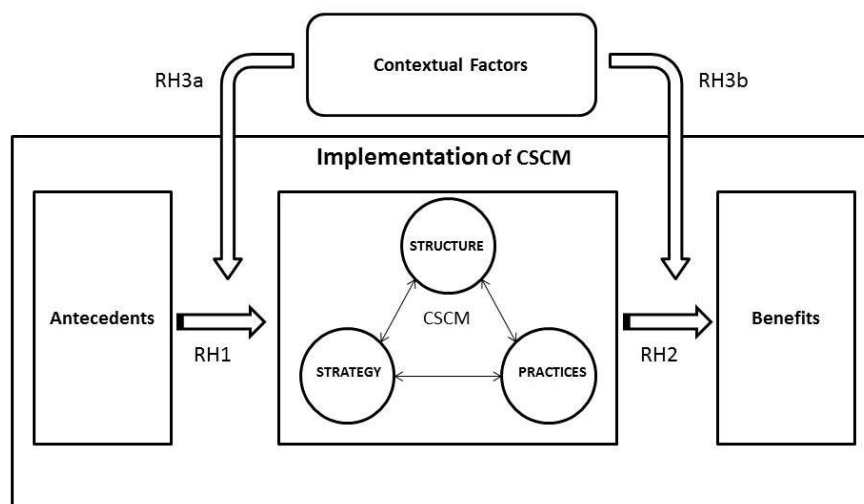 Contextual Factors
RH3a
RH3b
Implementation of CSCM
STRUCTURE
Antecedents
CSCM
Benefits
RH1
RH2
STRATEGY
PRACTICES